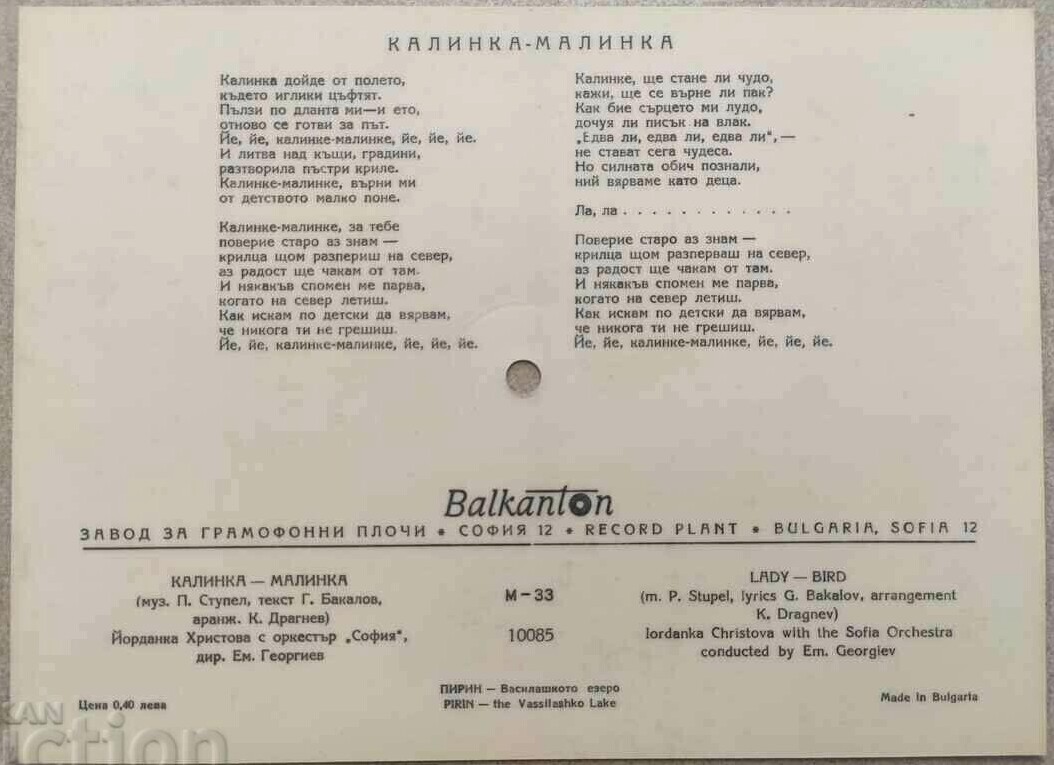 КАЛИНКА-МАЛИНКА
Калинка дойде от полето,
където иглики цъфтят.
Пълзи по дланта ми—и ето,
отново се готви за път.
Йе, йе, калинке-малинке, йе, йе, йе.
И литва над къщи, градини,
разтворила пъстри криле.
Калинке-малинке, върни ми
от детството малко поне.
Калинке-малинке, за тебе
поверие старо аз знам —
крилца щом разпериш на север,
аз радост ще чакам от там.
И някакъв спомен ме парва,
когато на север летиш.
Как искам по детски да вярвам,
че никога ти не грешиш.
Йе, йе, калинке-малинке, йе, йе, йе.
Калинке, ще стане ли чудо,
кажи, ще се върне ли пак?
Как бие сърцето ми лудо,
дочуя ли писък на влак.
„Едва ли, едва ли, едва ли“, —
не стават сега чудеса.
Но силната обич познали,
ний вярваме като деца.
Ла, ла . . . . . . . . . . . .
Поверие старо аз знам —
крилца щом разперваш на север,
аз радост ще чакам от там.
И някакъв спомен ме парва,
когато на север летиш.
Как искам по детски да вярвам,
че никога ти не грешиш.
Йе, йе, калинке-малинке, йе, йе, йе.
Balkanton
ЗАВОД ЗА ГРАМОФОННИ ПЛОЧИ • СОФИЯ 12 • RECORD PLANT • BULGARIA, SOFIA 12
КАЛИНКА — МАЛИНКА
(муз. П. Ступел, текст Г. Бакалов,
аранж. К. Драгнев)
Йорданка Христова с оркестър „София“,
дир. Ем. Георгиев
М-33
10085
LADY — BIRD
(m. P. Stupel, lyrics G. Bakalov, arrangement
K. Dragnev)
Iordanka Christova with the Sofia Orchestra
conducted by Em. Georgiev
Цена 0,40 лева
ПИРИН — Василашкото езеро
PIRIN — the Vassilashko Lake
Made in Bulgaria
KAN
uction